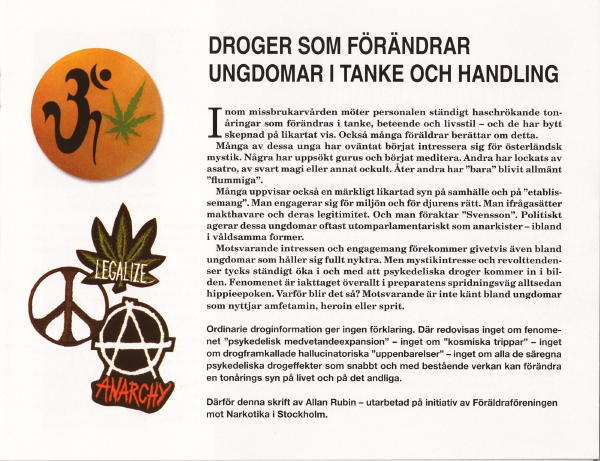 DROGER SOM FÖRÄNDRAR
UNGDOMAR I TANKE OCH HANDLING
Inom missbrukarvården möter personalen ständigt haschrökande ton-
åringar som förändras i tanke, beteende och livsstil – och de har bytt
skepnad på likartat vis. Också många föräldrar berättar om detta.
Många av dessa unga har oväntat börjat intressera sig för österländsk
mystik. Några har uppsökt gurus och börjat meditera. Andra har lockats av
asatro, av svart magi eller annat ockult. Åter andra har "bara" blivit allmänt
"flummiga".
Många uppvisar också en märkligt likartad syn på samhälle och på "etablis-
semang". Man engagerar sig för miljön och för djurens rätt. Man ifrågasätter
makthavare och deras legitimitet. Och man föraktar "Svensson". Politiskt
agerar dessa ungdomar oftast utomparlamentariskt som anarkister – ibland
i våldsamma former.
Motsvarande intressen och engagemang förekommer givetvis även bland
ungdomar som håller sig fullt nyktra. Men mystikintresse och revolttenden-
ser tycks ständigt öka i och med att psykedeliska droger kommer in i bil-
den. Fenomenet är iakttaget överallt i preparatens spridningsväg alltsedan
hippieepoken. Varför blir det så? Motsvarande är inte känt bland ungdomar
som nyttjar amfetamin, heroin eller sprit.
Ordinarie droginformation ger ingen förklaring. Där redovisas inget om fenome-
net "psykedelisk medvetandeexpansion" – inget om "kosmiska trippar" – inget
om drogframkallade hallucinatoriska "uppenbarelser" – inget om alla de säregna
psykedeliska drogeffekter som snabbt och med bestående verkan kan förändra
en tonårings syn på livet och på det andliga.
Därför denna skrift av Allan Rubin – utarbetad på initiativ av Föräldraföreningen
mot Narkotika i Stockholm.
ॐ
LEGALIZE
A
ANARCHY